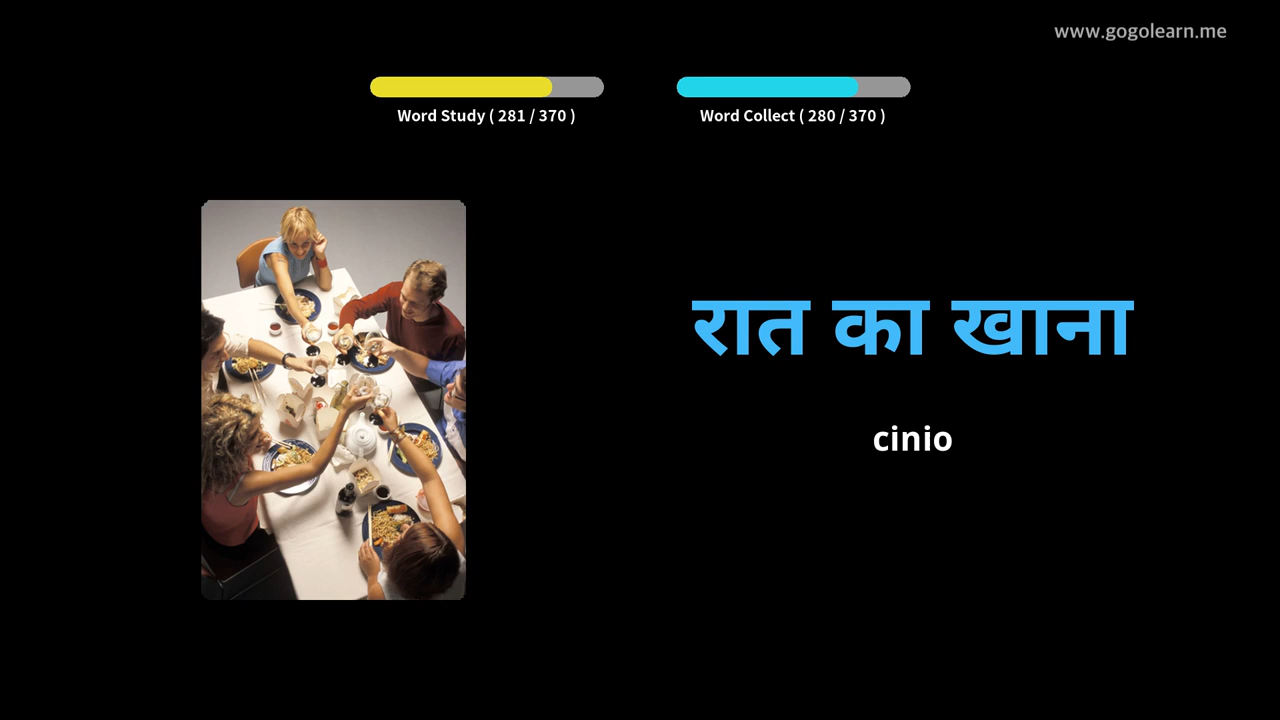 www.gogolearn.me
Word Study ( 281 / 370 )
Word Collect ( 280 / 370 )
रात का खाना
cinio